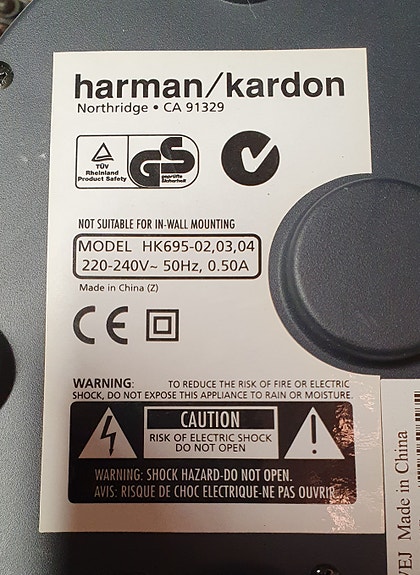 harman/kardon
Northridge • CA 91329
TÜV
Rheinland
Product Safety
GS
geprüfte
Sicherheit
NOT SUITABLE FOR IN-WALL MOUNTING
MODEL HK695-02,03,04
220-240V~ 50Hz, 0.50A
Made in China (Z)
CE
WARNING: TO REDUCE THE RISK OF FIRE OR ELECTRIC
SHOCK, DO NOT EXPOSE THIS APPLIANCE TO RAIN OR MOISTURE.
CAUTION
RISK OF ELECTRIC SHOCK
DO NOT OPEN
WARNING: SHOCK HAZARD-DO NOT OPEN.
AVIS: RISQUE DE CHOC ELECTRIQUE-NE PAS OUVRIR
Made in China